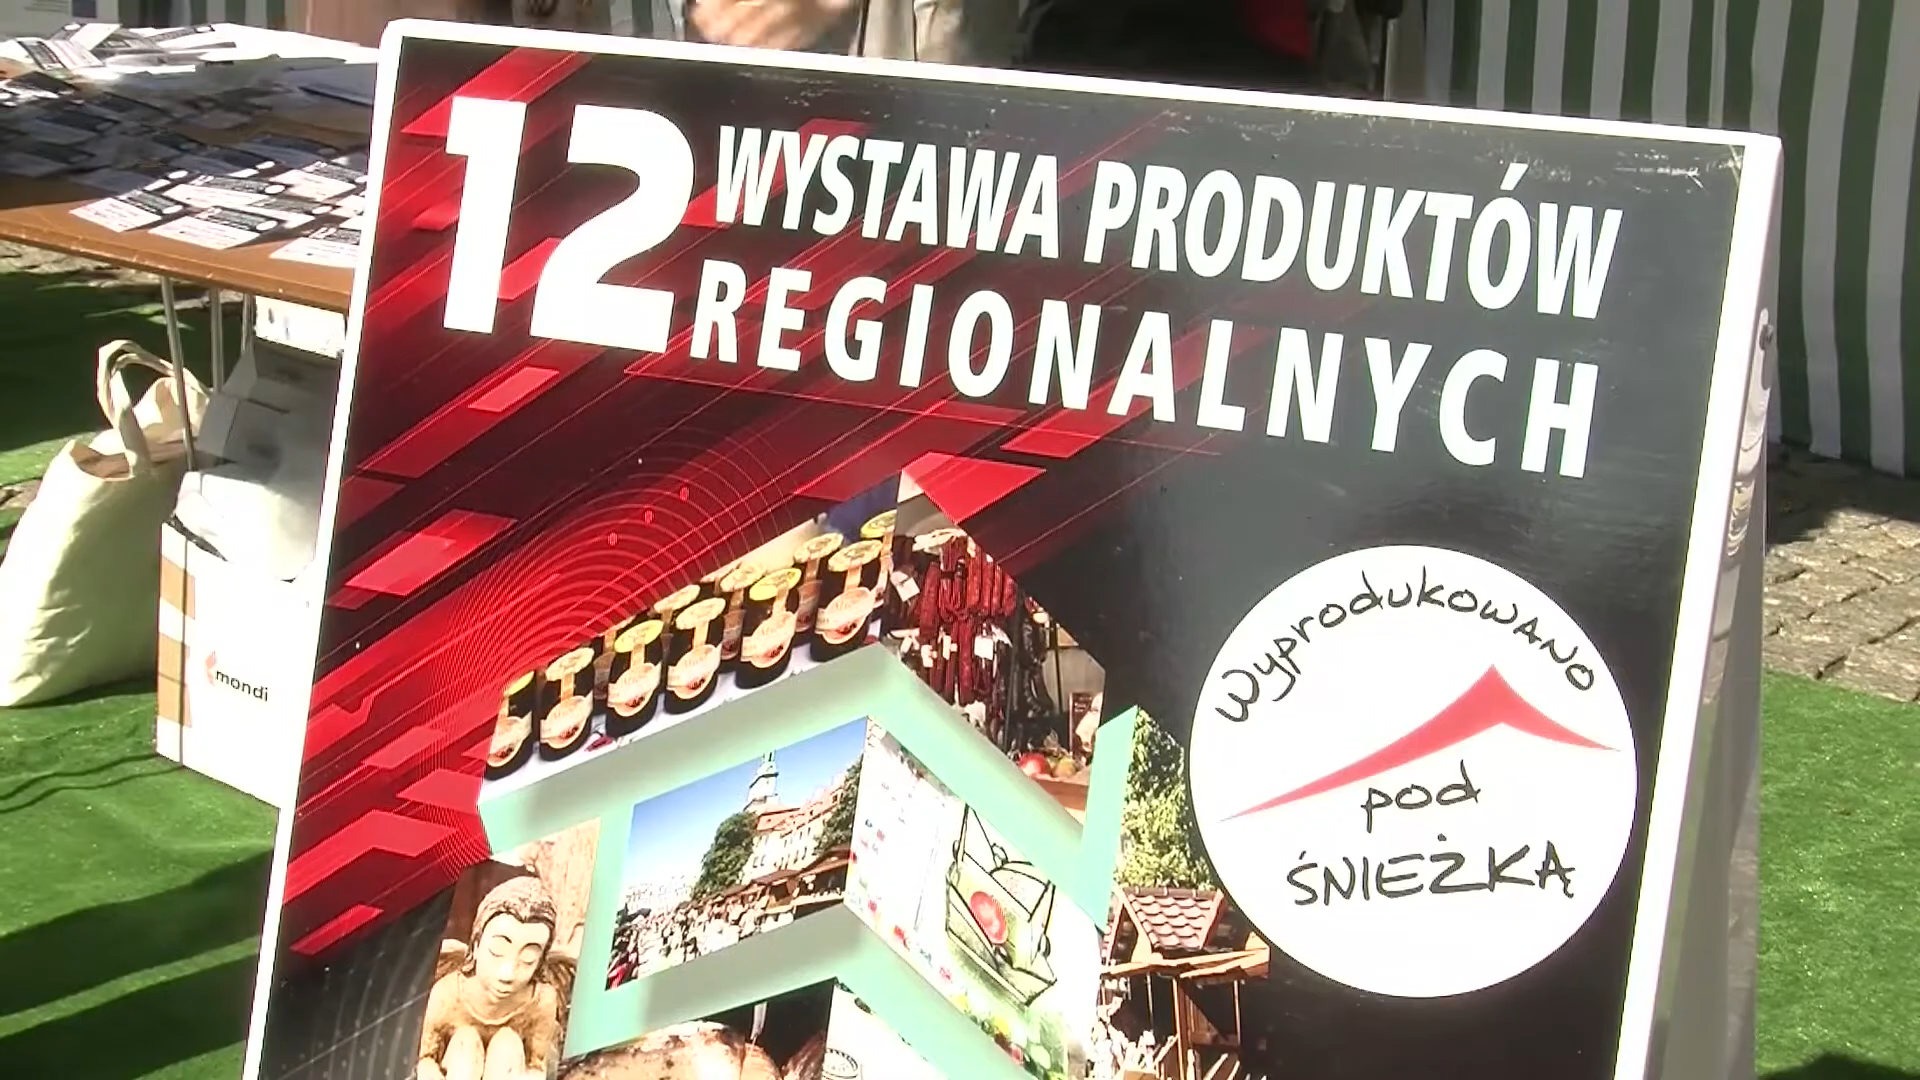 12 WYSTAWA PRODUKTÓW
REGIONALNYCH
Wyprodukowano
pod
ŚNIEŻKĄ
mondi